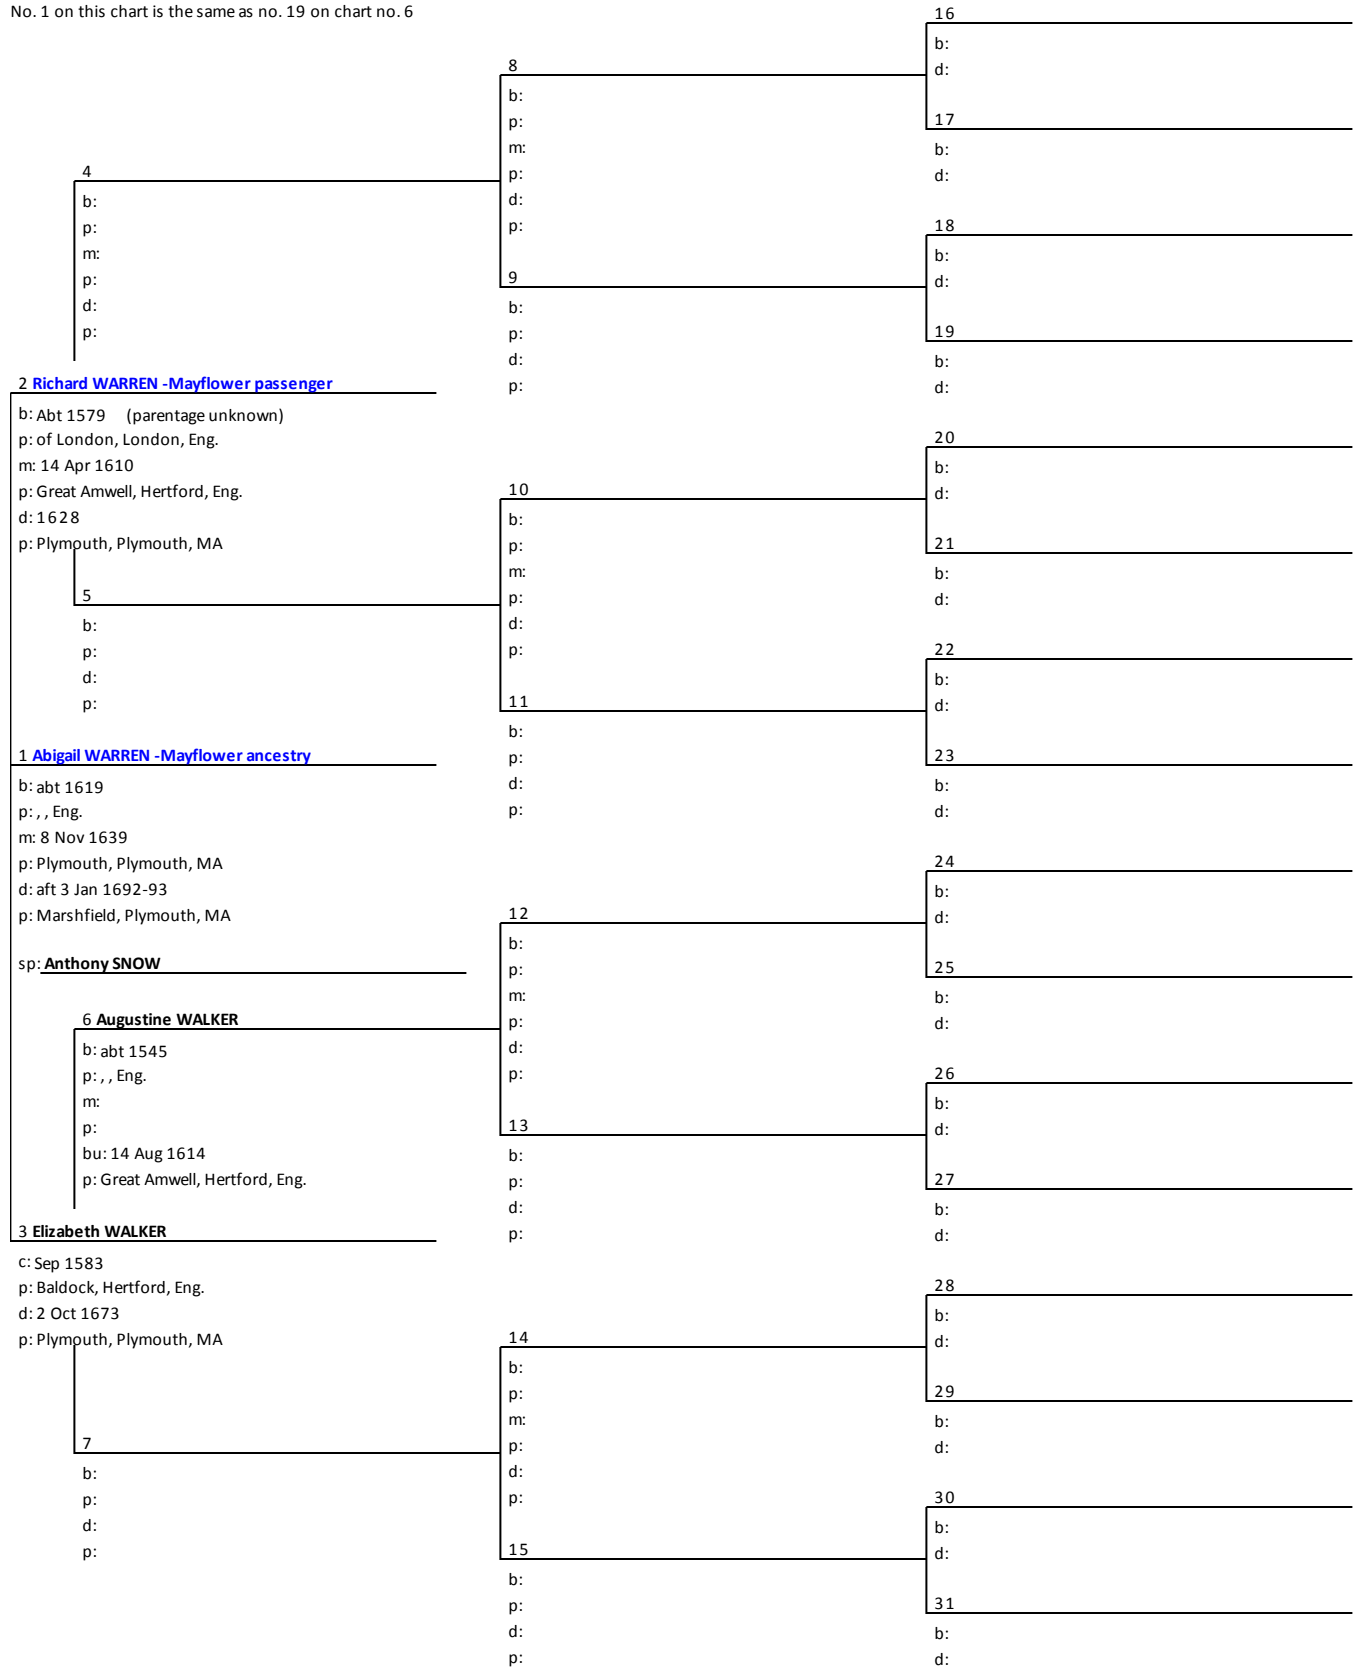 No. 1 on this chart is the same as no. 19 on chart no. 6
4
b:
p:
m:
p:
d:
p:
2 Richard WARREN -Mayflower passenger
b: Abt 1579 (parentage unknown)
p: of London, London, Eng.
m: 14 Apr 1610
p: Great Amwell, Hertford, Eng.
d: 1628
p: Plymouth, Plymouth, MA
5
b:
p:
d:
p:
1 Abigail WARREN -Mayflower ancestry
b: abt 1619
p: , , Eng.
m: 8 Nov 1639
p: Plymouth, Plymouth, MA
d: aft 3 Jan 1692-93
p: Marshfield, Plymouth, MA
sp: Anthony SNOW
6 Augustine WALKER
b: abt 1545
p: , , Eng.
m:
p:
bu: 14 Aug 1614
p: Great Amwell, Hertford, Eng.
3 Elizabeth WALKER
c: Sep 1583
p: Baldock, Hertford, Eng.
d: 2 Oct 1673
p: Plymouth, Plymouth, MA
7
b:
p:
d:
p:
8
b:
p:
m:
p:
d:
p:
9
b:
p:
d:
p:
10
b:
p:
m:
p:
d:
p:
11
b:
p:
d:
p:
12
b:
p:
m:
p:
d:
p:
13
b:
p:
d:
p:
14
b:
p:
m:
p:
d:
p:
15
b:
p:
d:
p:
16
b:
d:
17
b:
d:
18
b:
d:
19
b:
d:
20
b:
d:
21
b:
d:
22
b:
d:
23
b:
d:
24
b:
d:
25
b:
d:
26
b:
d:
27
b:
d:
28
b:
d:
29
b:
d:
30
b:
d:
31
b:
d: